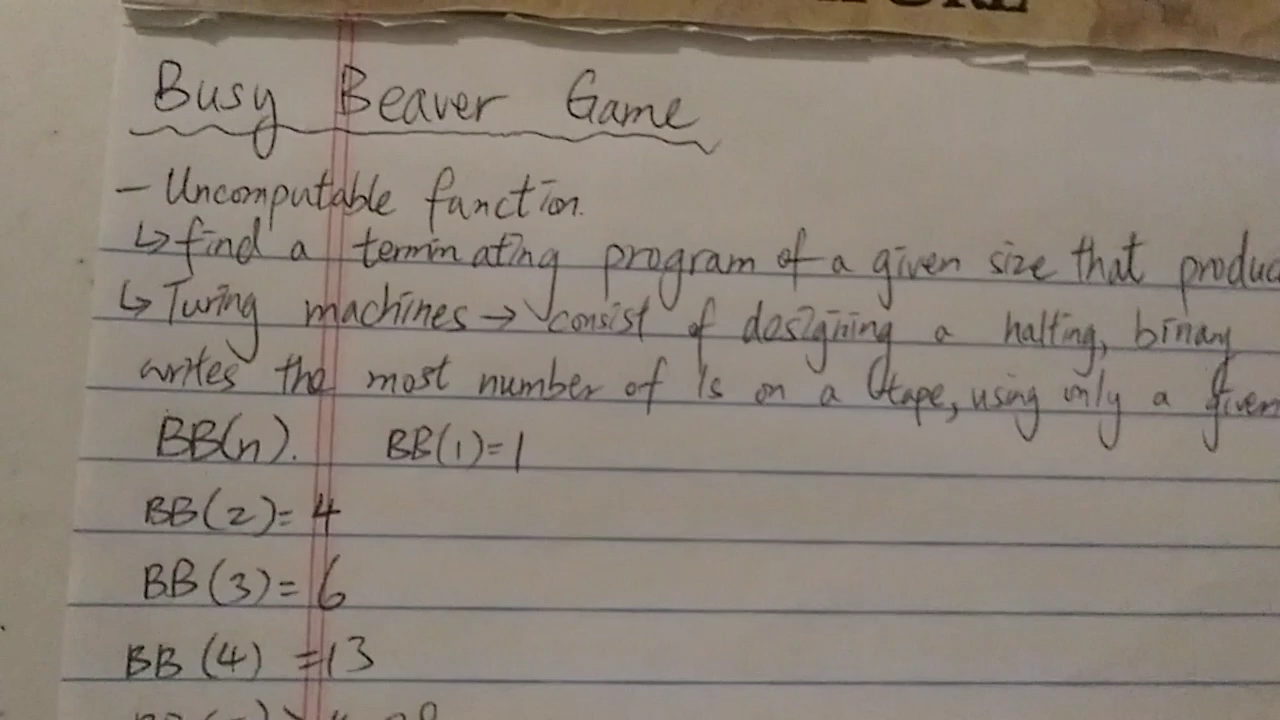 Busy Beaver Game
- Uncomputable function.
↳ find a terminating program of a given size that produc
↳ Turing machines → consist of designing a halting, binary
writes the most number of 1s on a tape, using only a given
BB(n). BB(1)=1
BB(2)=4
BB(3)=6
BB(4)=13